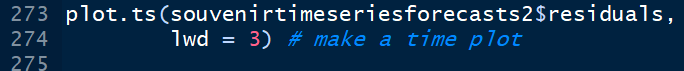 273 plot.ts(souvenirtimeseriesforecasts2$residuals,
274         lwd = 3) # make a time plot
275